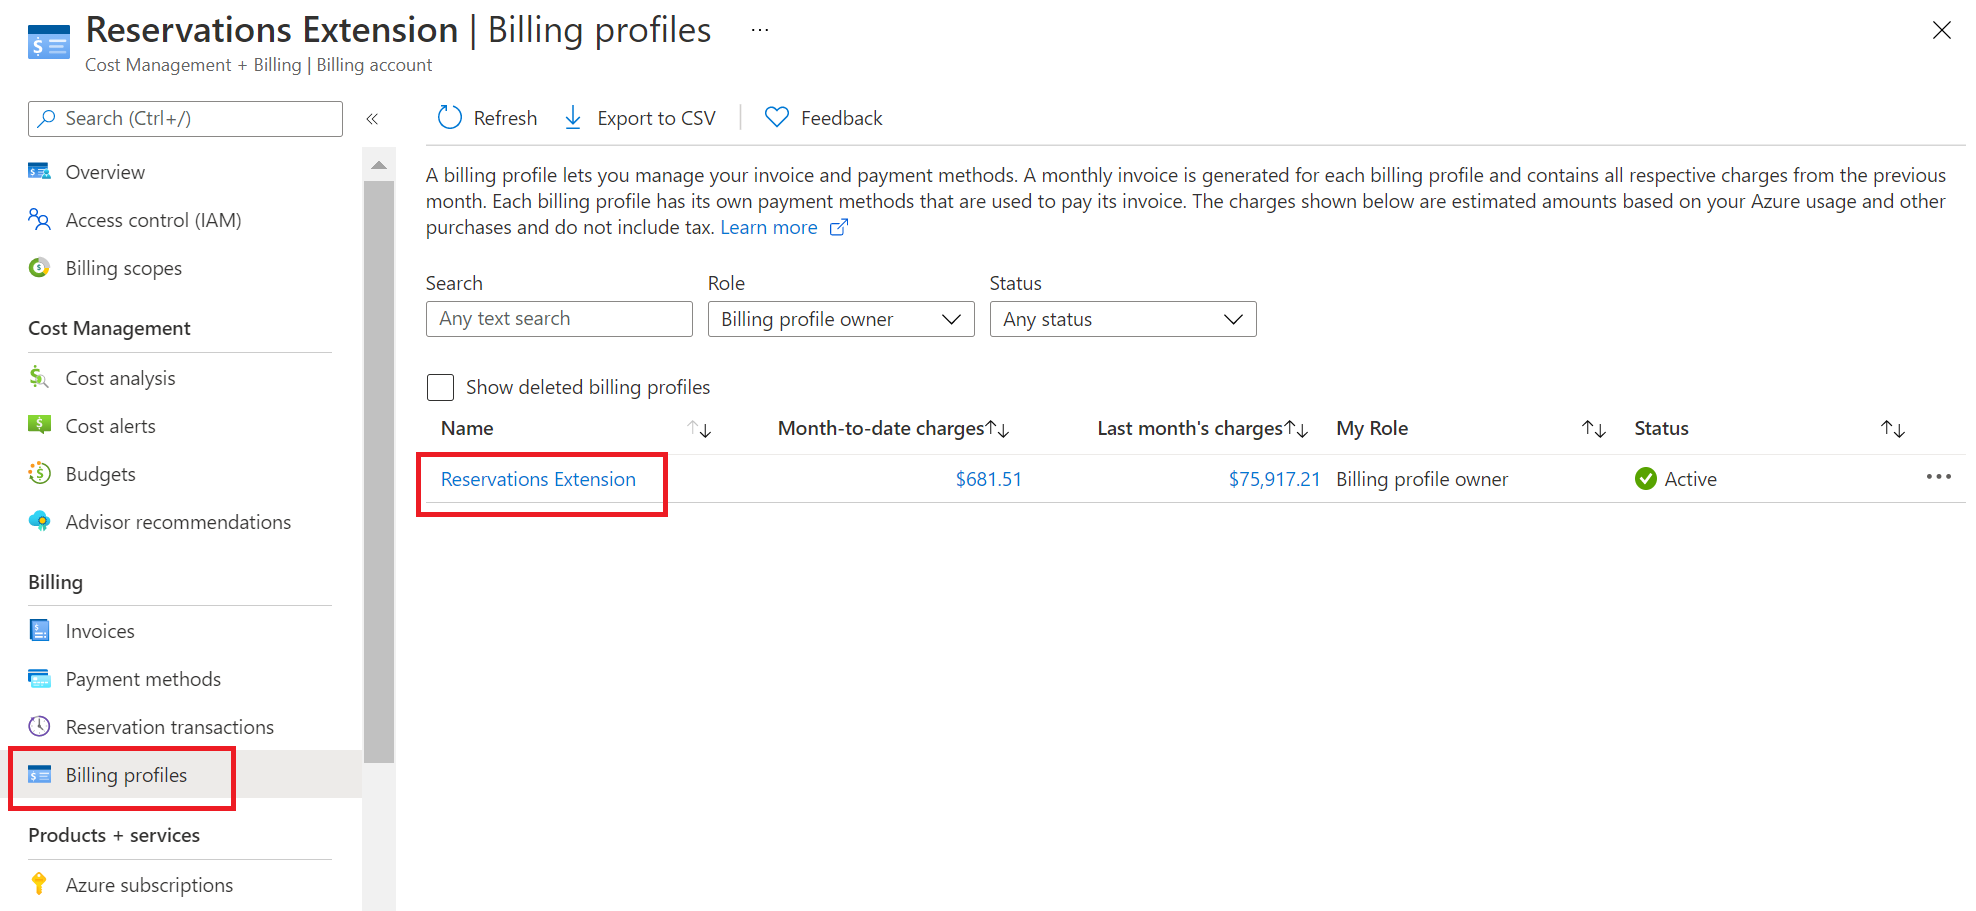 Reservations Extension | Billing profiles ...
Cost Management + Billing | Billing account
Search (Ctrl+/)
«
Overview
Access control (IAM)
Billing scopes
Cost Management
Cost analysis
Cost alerts
Budgets
Advisor recommendations
Billing
Invoices
Payment methods
Reservation transactions
Billing profiles
Products + services
Azure subscriptions
Refresh Export to CSV Feedback
A billing profile lets you manage your invoice and payment methods. A monthly invoice is generated for each billing profile and contains all respective charges from the previous
month. Each billing profile has its own payment methods that are used to pay its invoice. The charges shown below are estimated amounts based on your Azure usage and other
purchases and do not include tax. Learn more
Search Role Status
Any text search Billing profile owner Any status
Show deleted billing profiles
Name ↑↓ Month-to-date charges↑↓ Last month's charges↑↓ My Role ↑↓ Status ↑↓
Reservations Extension $681.51 $75,917.21 Billing profile owner Active ...